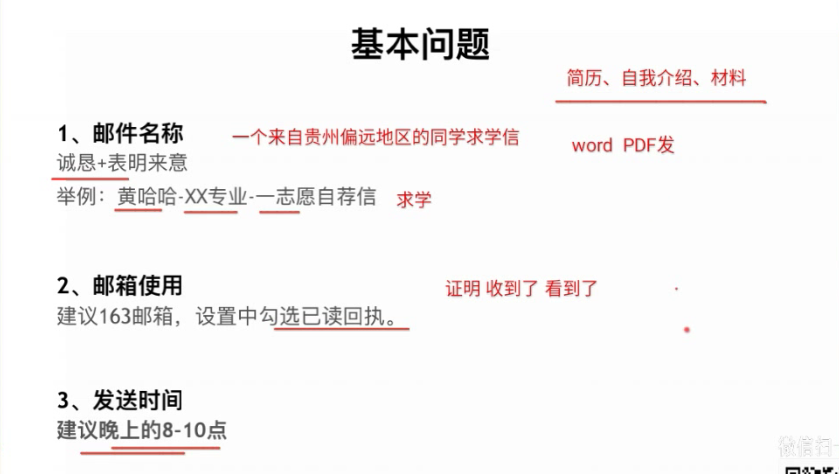 基本问题
简历、自我介绍、材料
1、邮件名称
一个来自贵州偏远地区的同学求学信
word PDF发
诚恳+表明来意
举例：黄哈哈-XX专业-一志愿自荐信
求学
2、邮箱使用
证明 收到了 看到了
建议163邮箱，设置中勾选已读回执。
3、发送时间
建议晚上的8-10点
微信扫一